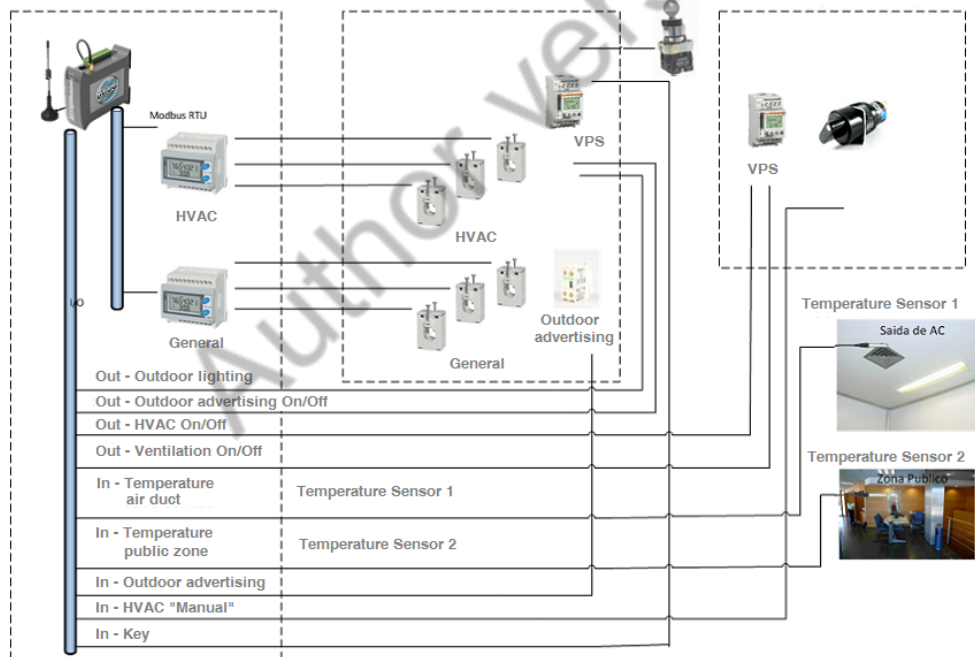 Modbus RTU
HVAC
General
I/O
VPS
HVAC
General
Outdoor
advertising
VPS
Out - Outdoor lighting
Out - Outdoor advertising On/Off
Out - HVAC On/Off
Out - Ventilation On/Off
In - Temperature
air duct
In - Temperature
public zone
In - Outdoor advertising
In - HVAC "Manual"
In - Key
Temperature Sensor 1
Temperature Sensor 2
Temperature Sensor 1
Saida de AC
Temperature Sensor 2
Zona Publico
Author vers